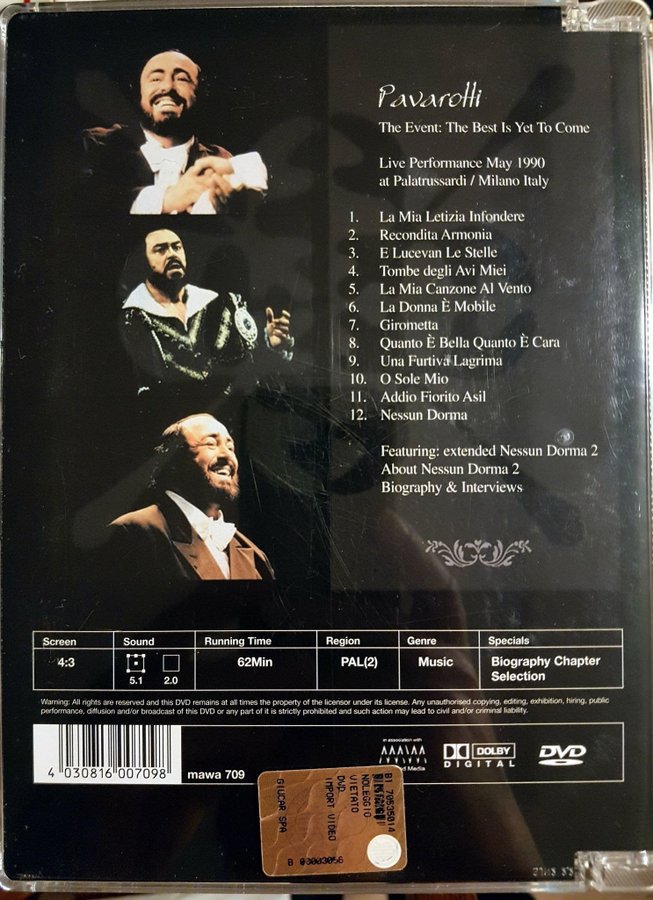 Pavarotti
The Event: The Best Is Yet To Come
Live Performance May 1990
at Palatrussardi / Milano Italy
1. La Mia Letizia Infondere
2. Recondita Armonia
3. E Lucevan Le Stelle
4. Tombe degli Avi Miei
5. La Mia Canzone Al Vento
6. La Donna È Mobile
7. Girometta
8. Quanto È Bella Quanto È Cara
9. Una Furtiva Lagrima
10. O Sole Mio
11. Addio Fiorito Asil
12. Nessun Dorma
Featuring: extended Nessun Dorma 2
About Nessun Dorma 2
Biography & Interviews
Screen Sound Running Time Region Genre Specials
4:3 5.1 2.0 62Min PAL(2) Music Biography Chapter
Selection
Warning: All rights are reserved and this DVD remains at all times the property of the licensor under its license. Any unauthorised copying, editing, exhibition, hiring, public
performance, diffusion and/or broadcast of this DVD or any part of it is strictly prohibited and such action may lead to civil and/or criminal liability.
4 030816 007098
mawa 709
in association with
Media
DOLBY
DIGITAL
DVD
B1 70535014
NOLEGGIO
VIETATO
DVD
IMPORT VIDEO
GIUCAR SPA
B 03003056